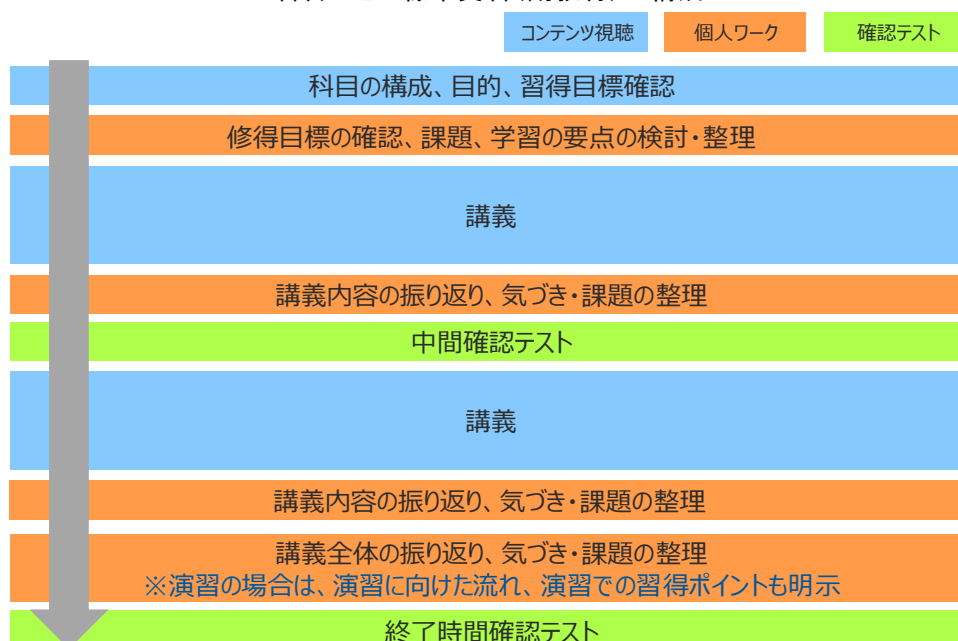 コンテンツ視聴
個人ワーク
確認テスト
科目の構成、目的、習得目標確認
修得目標の確認、課題、学習の要点の検討・整理
講義
講義内容の振り返り、気づき・課題の整理
中間確認テスト
講義
講義内容の振り返り、気づき・課題の整理
講義全体の振り返り、気づき・課題の整理
※演習の場合は、演習に向けた流れ、演習での習得ポイントも明示
終了時間確認テスト